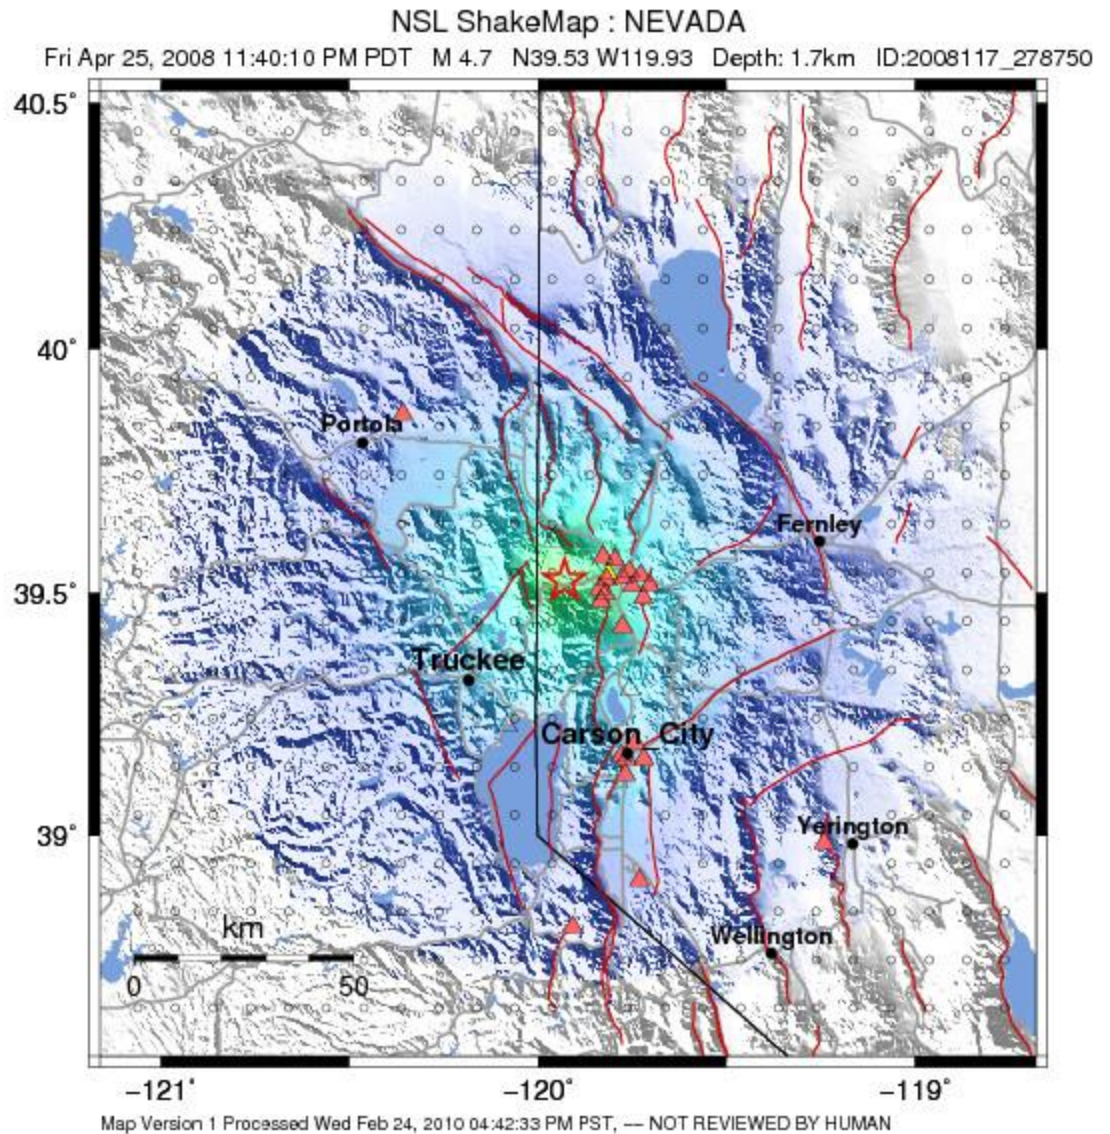 NSL ShakeMap : NEVADA
Fri Apr 25, 2008 11:40:10 PM PDT M 4.7 N39.53 W119.93 Depth: 1.7km ID:2008117_278750
40.5°
40°
Portola
Fernley
39.5°
Truckee
Carson_City
39°
Yerington
km
Wellington
0 50
-121° -120° -119°
Map Version 1 Processed Wed Feb 24, 2010 04:42:33 PM PST, -- NOT REVIEWED BY HUMAN